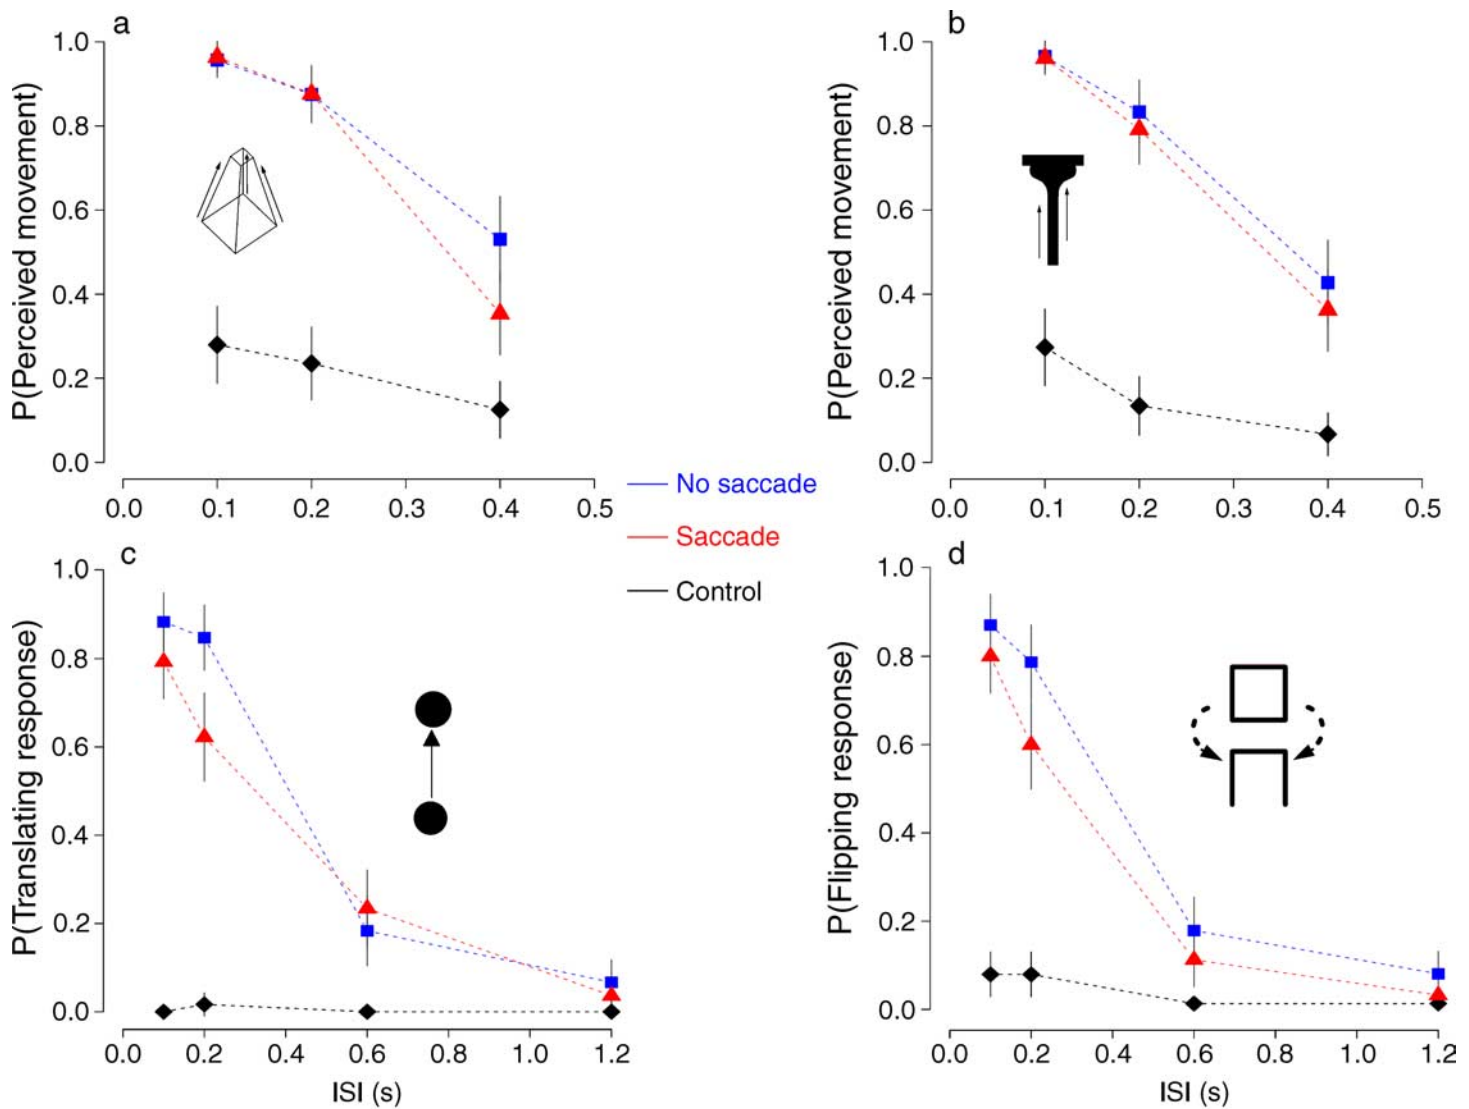 a
P(Perceived movement)
1.0
0.8
0.6
0.4
0.2
0.0
0.0 0.1 0.2 0.3 0.4 0.5
b
P(Perceived movement)
1.0
0.8
0.6
0.4
0.2
0.0
0.0 0.1 0.2 0.3 0.4 0.5
No saccade
Saccade
Control
c
P(Translating response)
1.0
0.8
0.6
0.4
0.2
0.0
0.0 0.2 0.4 0.6 0.8 1.0 1.2
ISI (s)
d
P(Flipping response)
1.0
0.8
0.6
0.4
0.2
0.0
0.0 0.2 0.4 0.6 0.8 1.0 1.2
ISI (s)